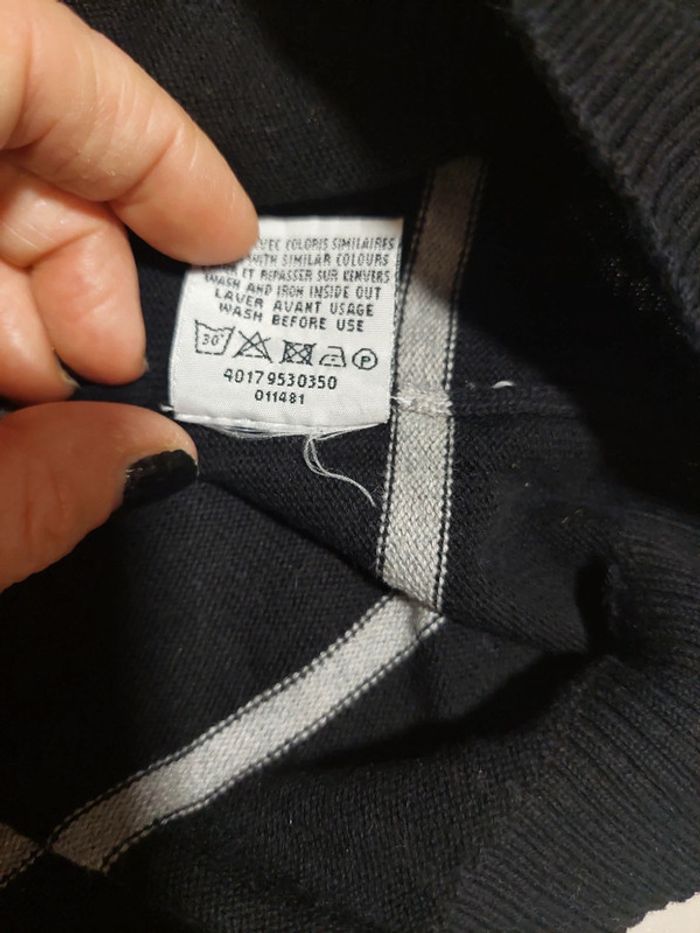 AVEC COLORIS SIMILAIRES
WITH SIMILAR COLOURS
ET REPASSER SUR L'ENVERS
WASH AND IRON INSIDE OUT
LAVER AVANT USAGE
WASH BEFORE USE
30° P
40179530350
011481